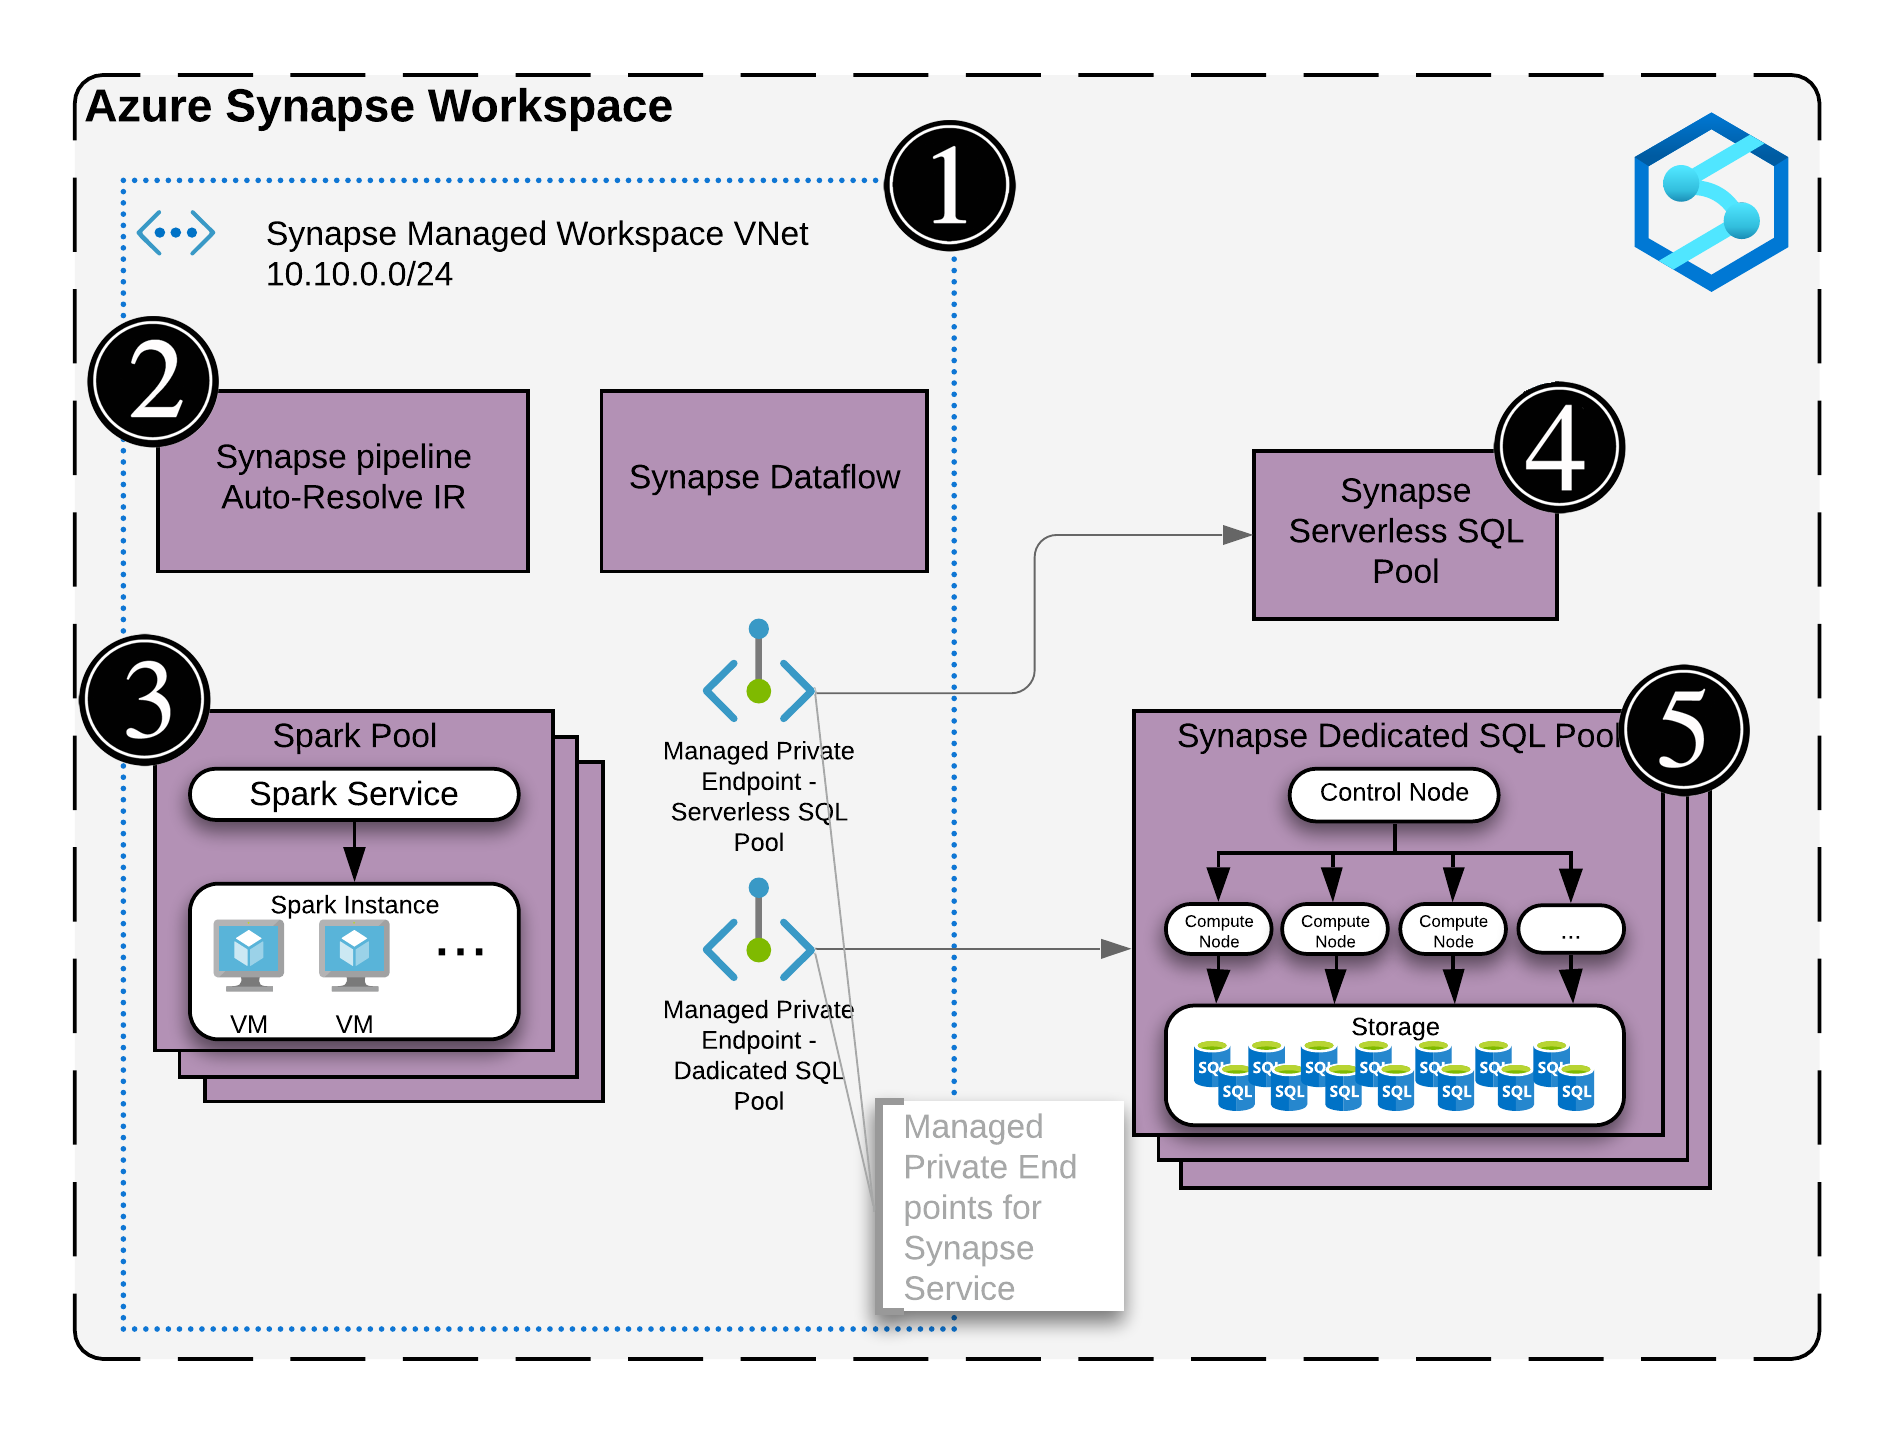 Azure Synapse Workspace
1
Synapse Managed Workspace VNet
10.10.0.0/24
2
Synapse pipeline
Auto-Resolve IR
Synapse Dataflow
4
Synapse
Serverless SQL
Pool
3
Spark Pool
Spark Service
Spark Instance
...
VM
VM
Managed Private
Endpoint -
Serverless SQL
Pool
Managed Private
Endpoint -
Dadicated SQL
Pool
5
Synapse Dedicated SQL Pool
Control Node
Compute
Node
Compute
Node
Compute
Node
...
Storage
SQL
SQL
SQL
SQL
SQL
SQL
SQL
SQL
SQL
SQL
SQL
SQL
SQL
SQL
Managed
Private End
points for
Synapse
Service